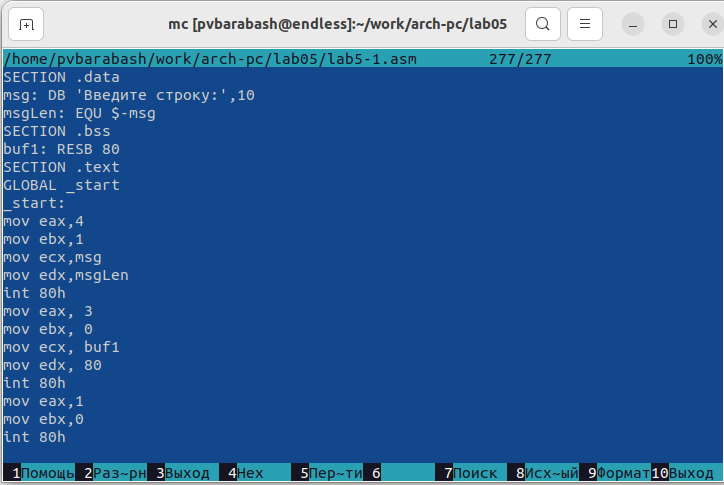 mc [pvbarabash@endless]:~/work/arch-pc/lab05
/home/pvbarabash/work/arch-pc/lab05/lab5-1.asm 277/277 100%
SECTION .data
msg: DB 'Введите строку:',10
msgLen: EQU $-msg
SECTION .bss
buf1: RESB 80
SECTION .text
GLOBAL _start
_start:
mov eax,4
mov ebx,1
mov ecx,msg
mov edx,msgLen
int 80h
mov eax, 3
mov ebx, 0
mov ecx, buf1
mov edx, 80
int 80h
mov eax,1
mov ebx,0
int 80h
1Помощь 2Раз~рн 3Выход 4Hex 5Пер~ти 6 7Поиск 8Исх~ый 9Формат 10Выход